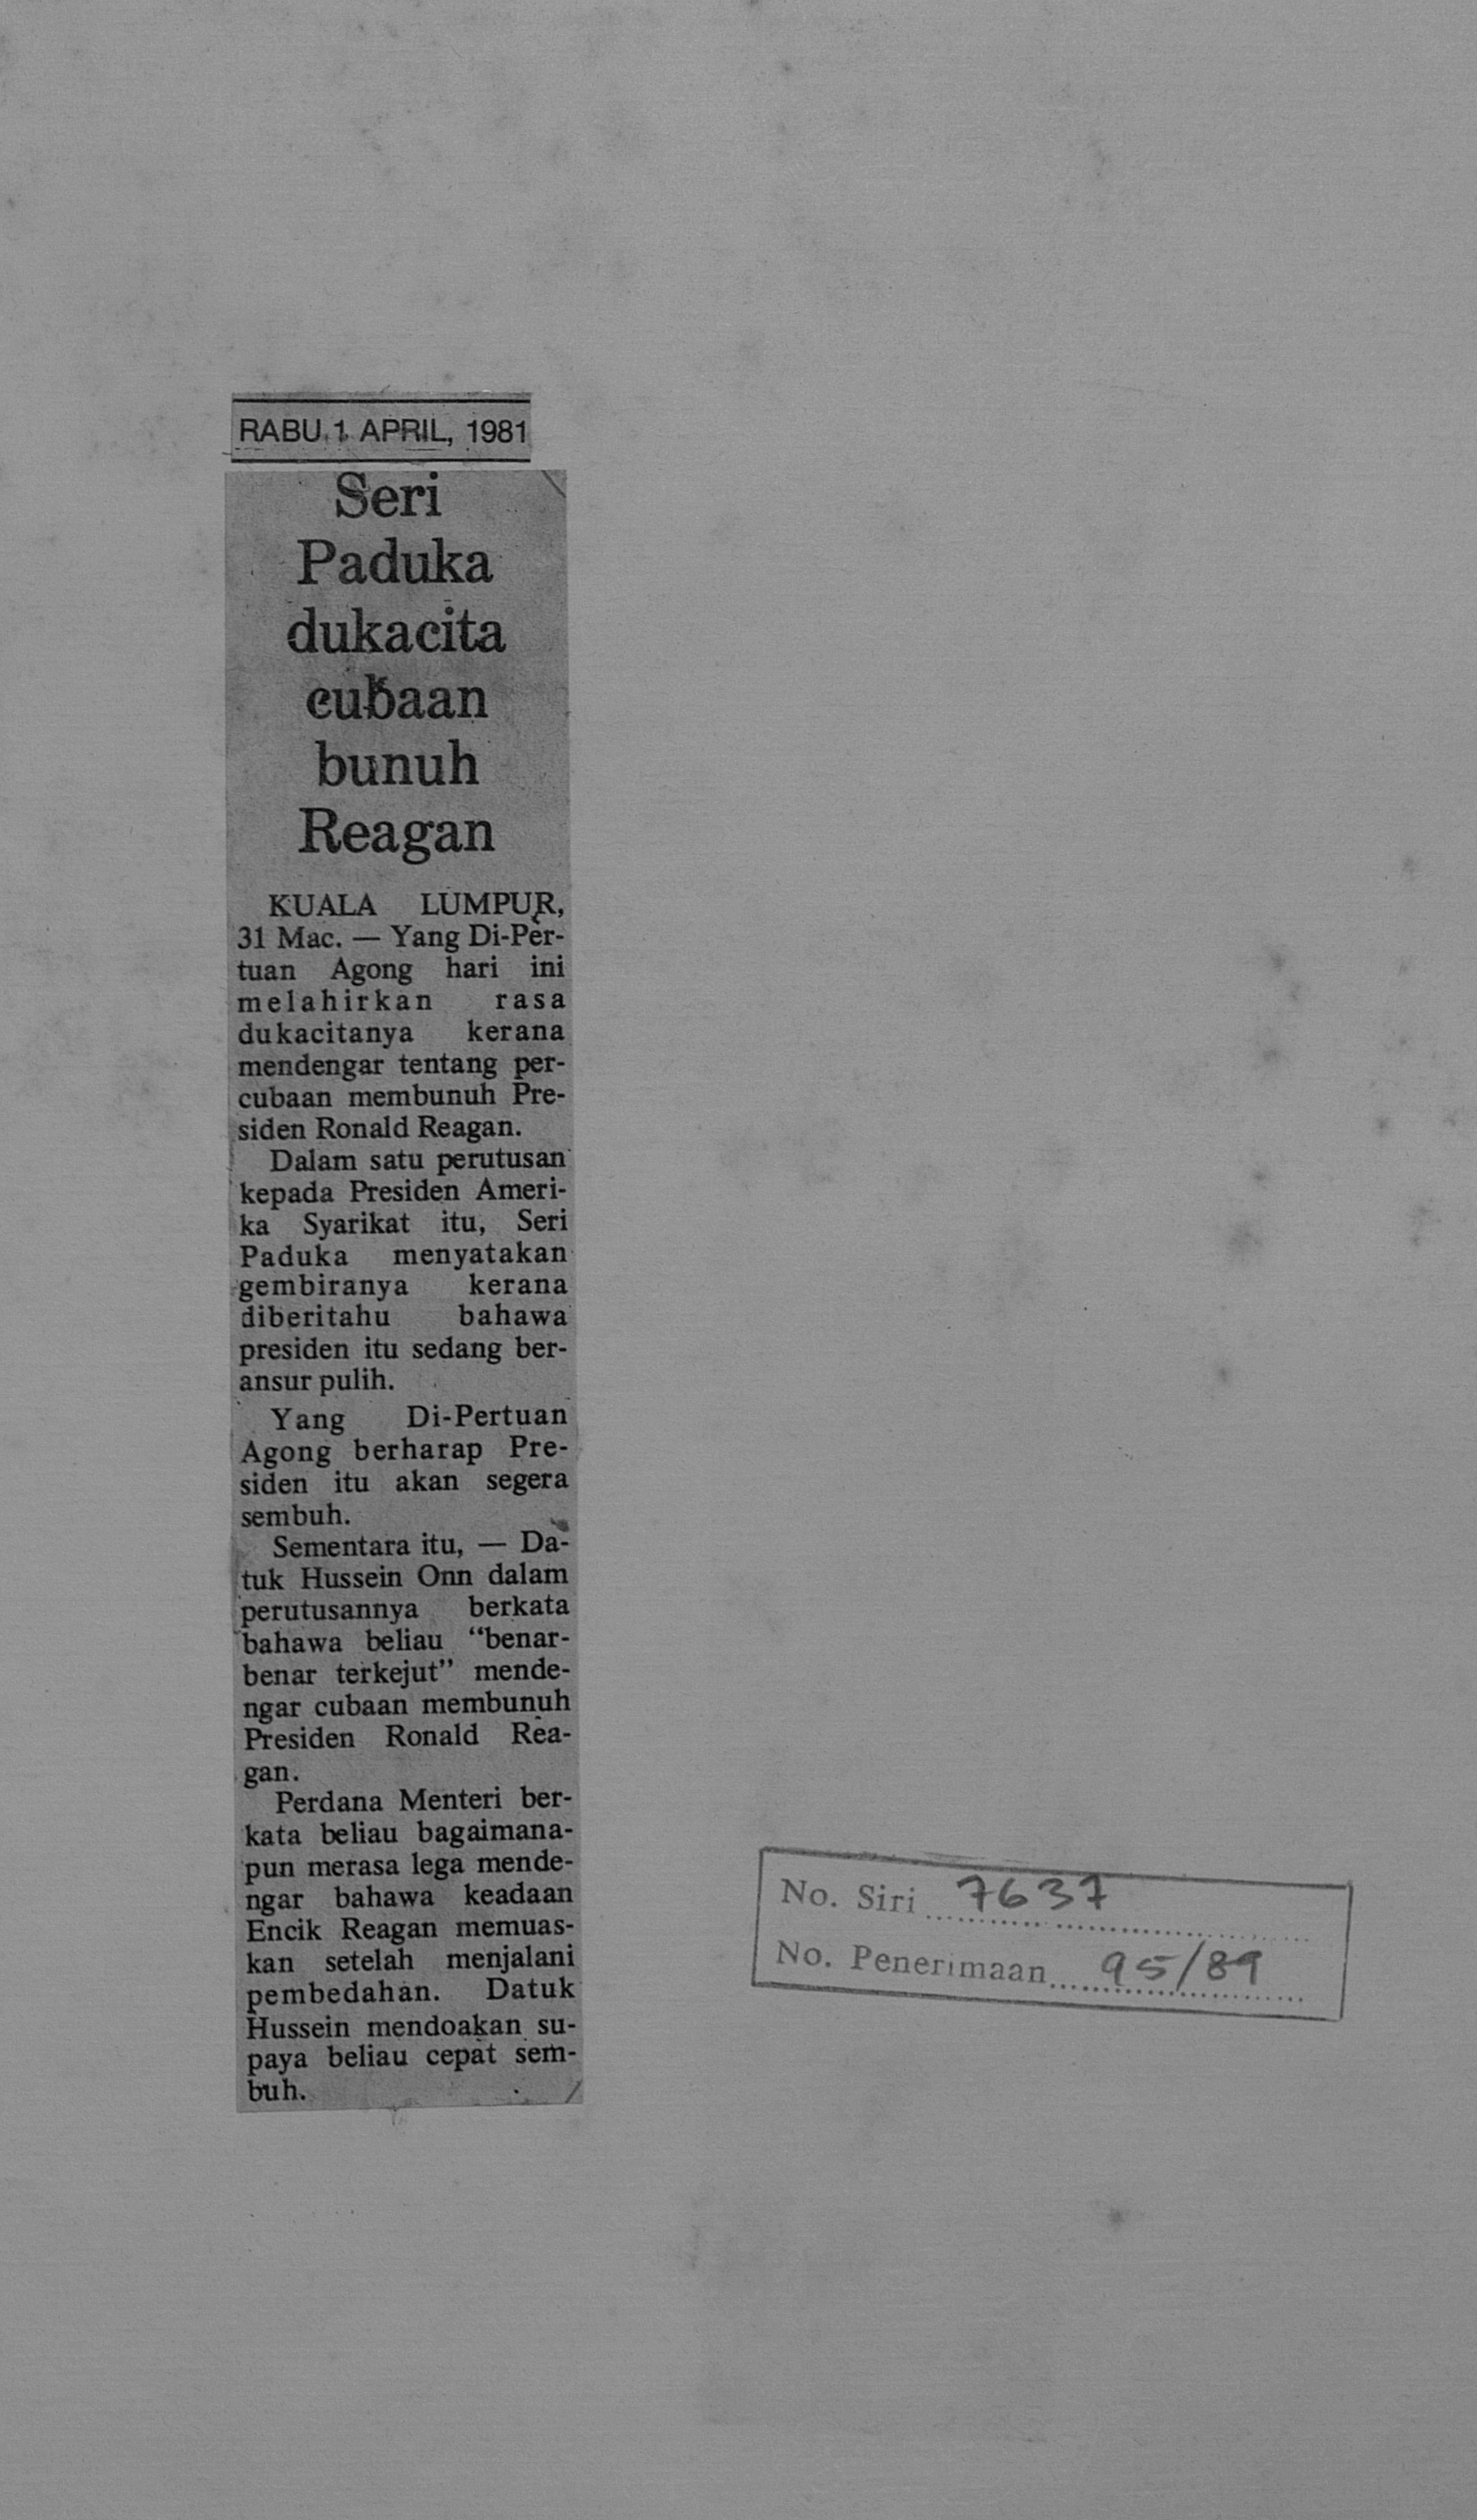 RABU 1 APRIL, 1981
Seri
Paduka
dukacita
cubaan
bunuh
Reagan
KUALA LUMPUR,
31 Mac. — Yang Di-Per-
tuan Agong hari ini
melahirkan rasa
dukacitanya kerana
mendengar tentang per-
cubaan membunuh Pre-
siden Ronald Reagan.
Dalam satu perutusan
kepada Presiden Ameri-
ka Syarikat itu, Seri
Paduka menyatakan
gembiranya kerana
diberitahu bahawa
presiden itu sedang ber-
ansur pulih.
Yang Di-Pertuan
Agong berharap Pre-
siden itu akan segera
sembuh.
Sementara itu, — Da-
tuk Hussein Onn dalam
perutusannya berkata
bahawa beliau “benar-
benar terkejut” mende-
ngar cubaan membunuh
Presiden Ronald Rea-
gan.
Perdana Menteri ber-
kata beliau bagaimana-
pun merasa lega mende-
ngar bahawa keadaan
Encik Reagan memuas-
kan setelah menjalani
pembedahan. Datuk
Hussein mendoakan su-
paya beliau cepat sem-
buh.
No. Siri 7637
No. Penerimaan 95/89